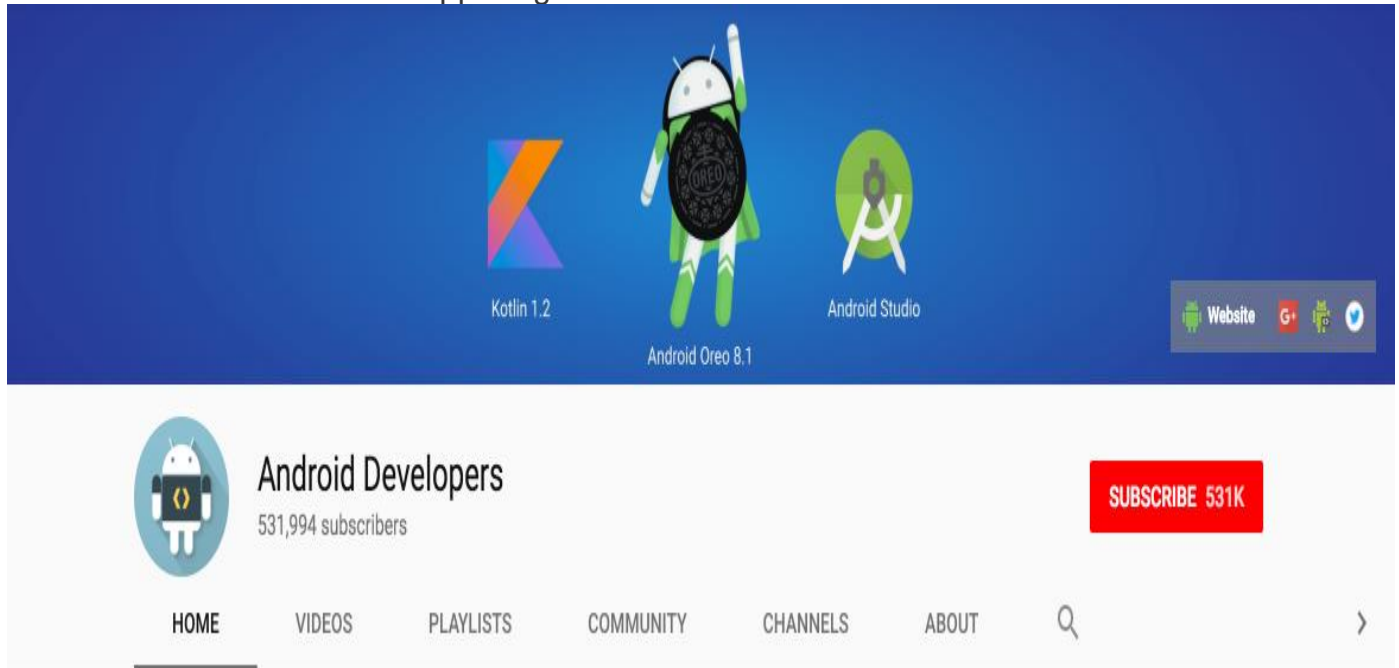 OREO
Kotlin 1.2
Android Studio
Android Oreo 8.1
Website G+
Android Developers
531,994 subscribers
SUBSCRIBE 531K
HOME VIDEOS PLAYLISTS COMMUNITY CHANNELS ABOUT